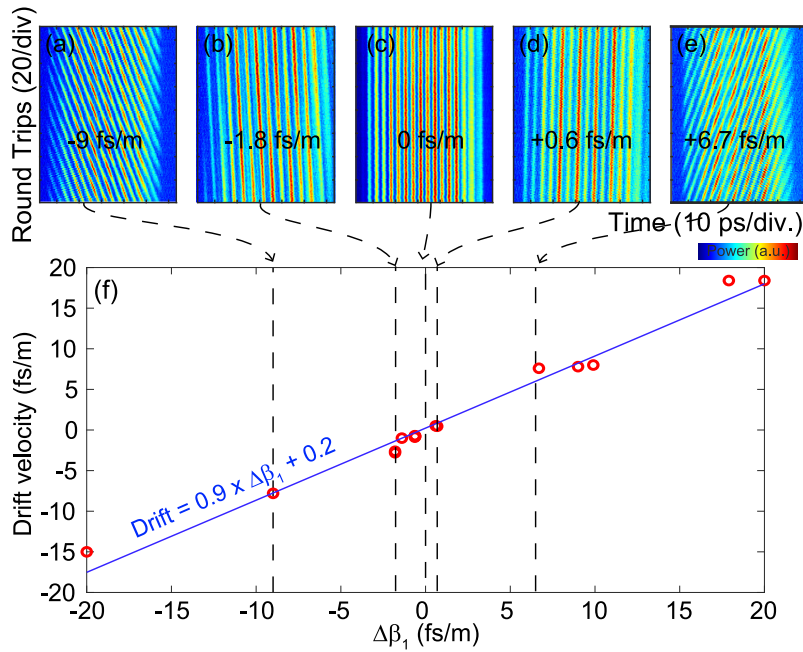 Round Trips (20/div)
(a)
(b)
(c)
(d)
(e)
-9 fs/m
-1.8 fs/m
0 fs/m
+0.6 fs/m
+6.7 fs/m
Time (10 ps/div.)
Power (a.u.)
(f)
Drift velocity (fs/m)
20
15
10
5
0
-5
-10
-15
-20
Drift = 0.9 x Δβ₁ + 0.2
-20
-15
-10
-5
0
5
10
15
20
Δβ₁ (fs/m)